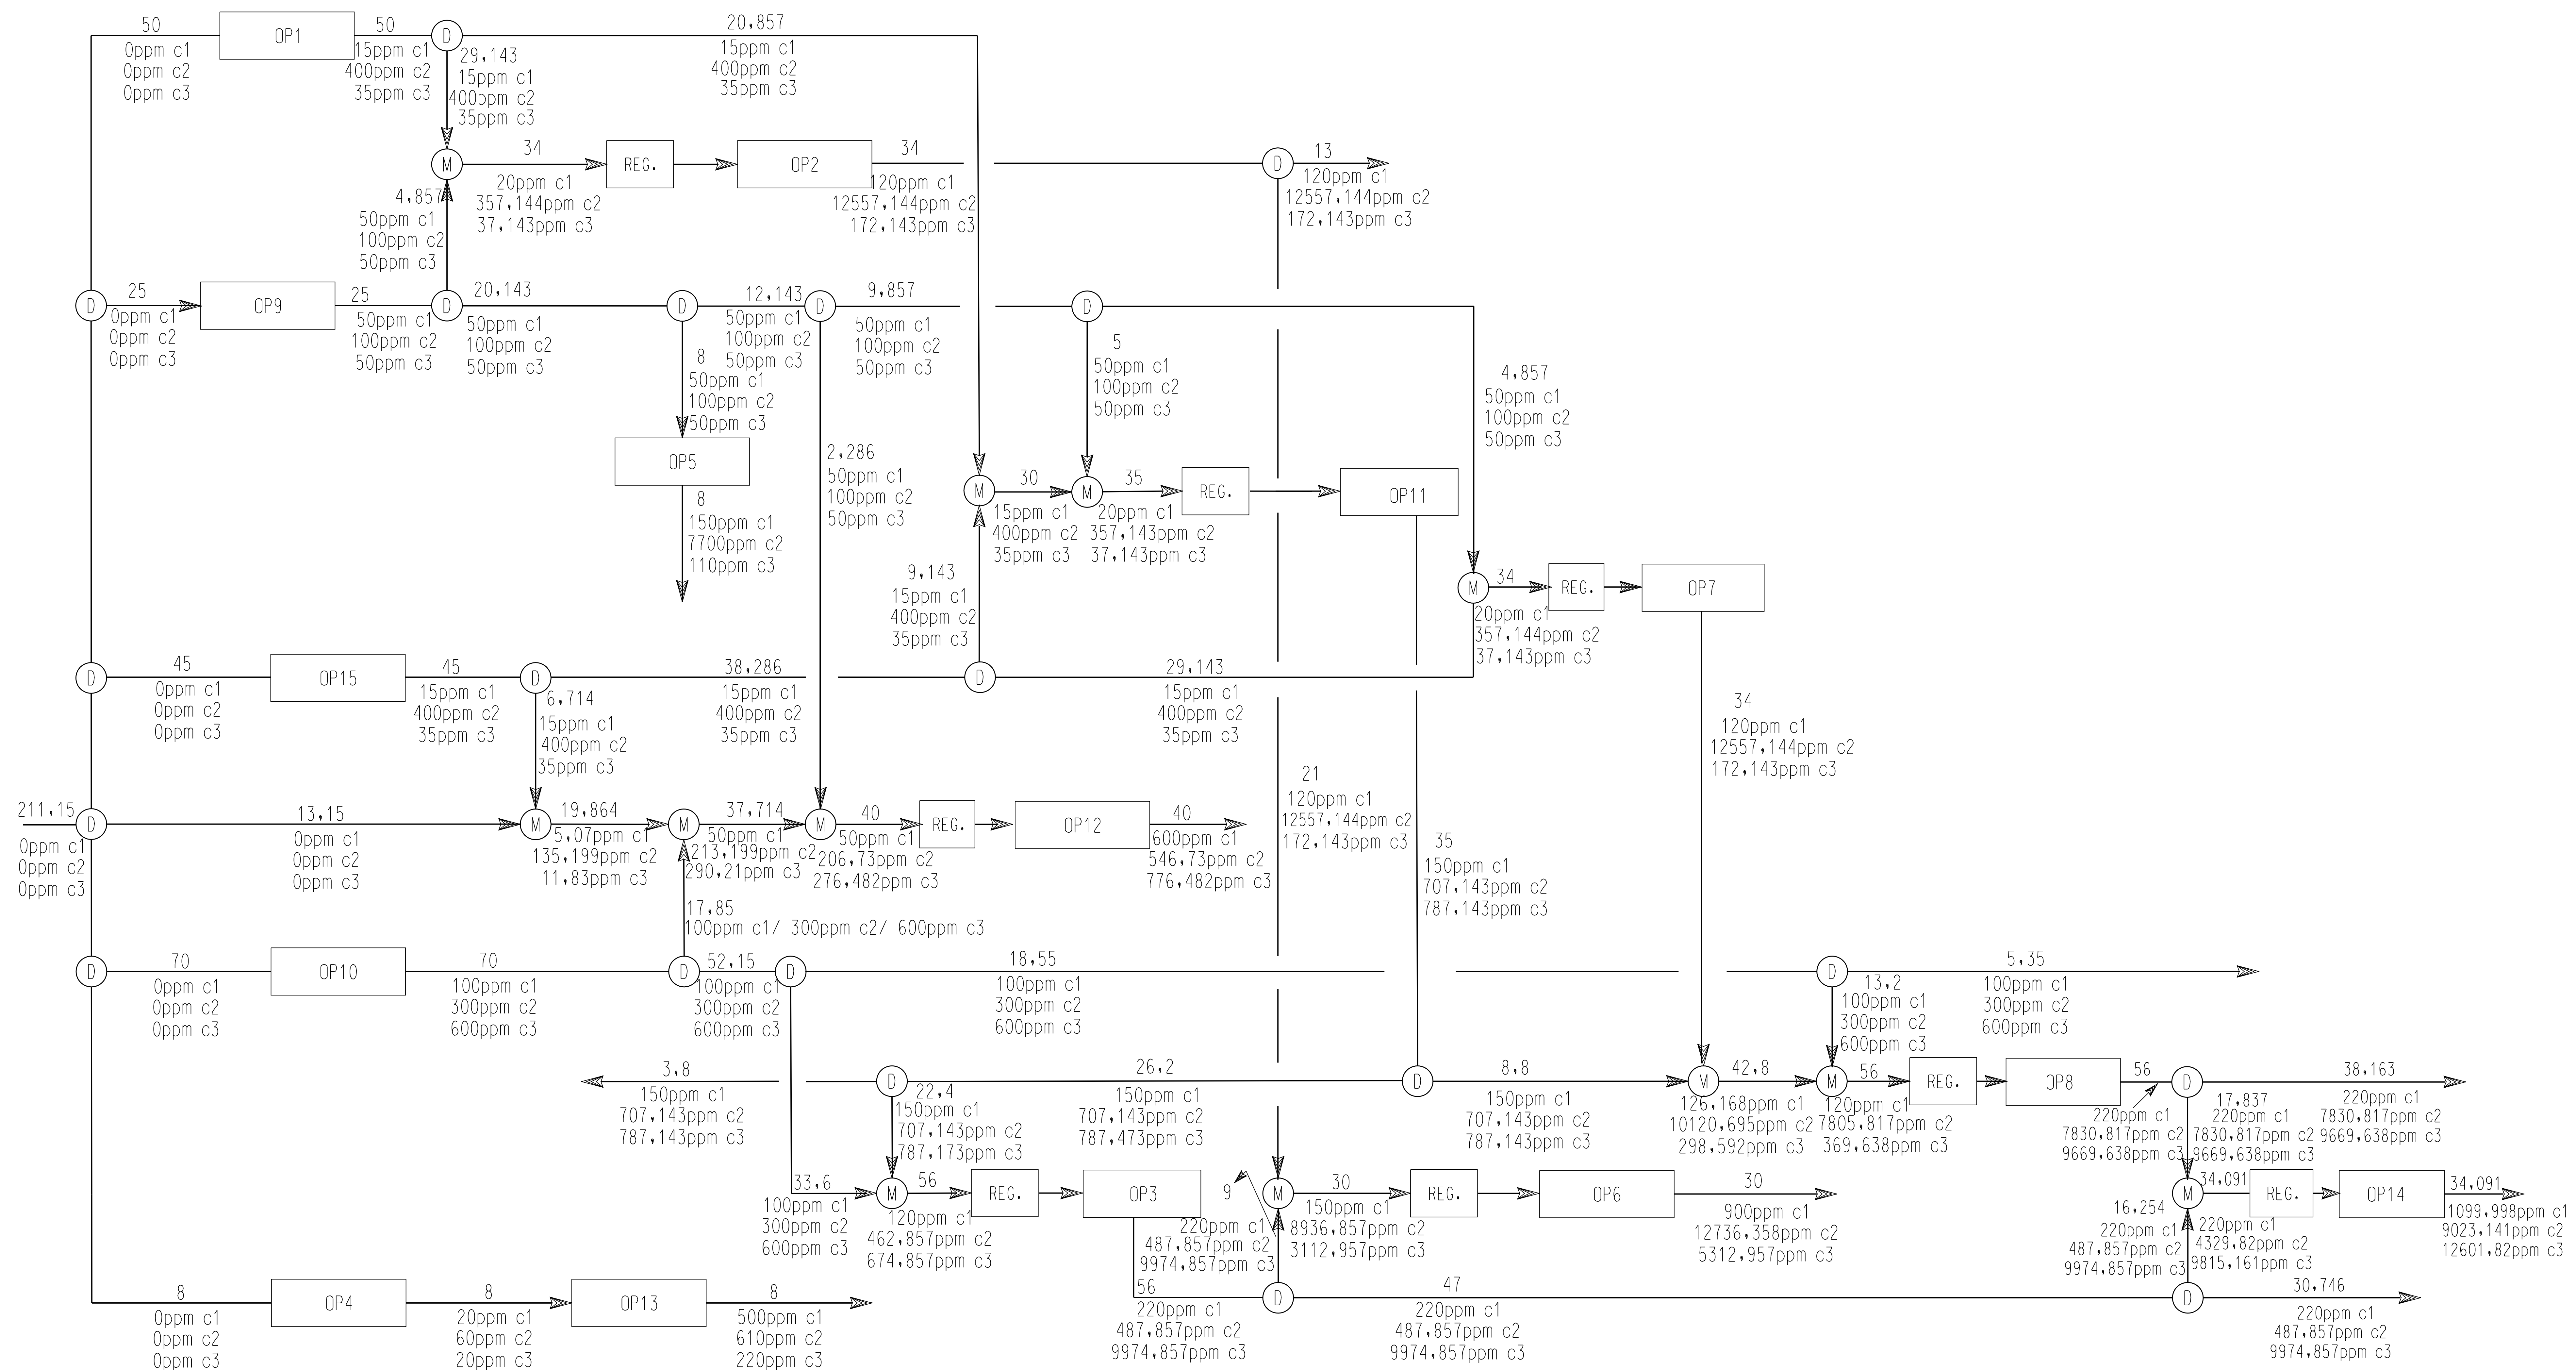 50
0ppm c1
0ppm c2
0ppm c3
OP1
50
15ppm c1
400ppm c2
35ppm c3
D
29,143
15ppm c1
400ppm c2
35ppm c3
20,857
15ppm c1
400ppm c2
35ppm c3
M
34
20ppm c1
357,144ppm c2
37,143ppm c3
REG.
OP2
34
120ppm c1
12557,144ppm c2
172,143ppm c3
D
13
120ppm c1
12557,144ppm c2
172,143ppm c3
4,857
50ppm c1
100ppm c2
50ppm c3
D
25
0ppm c1
0ppm c2
0ppm c3
OP9
25
50ppm c1
100ppm c2
50ppm c3
D
20,143
50ppm c1
100ppm c2
50ppm c3
D
12,143
50ppm c1
100ppm c2
50ppm c3
D
9,857
50ppm c1
100ppm c2
50ppm c3
D
8
50ppm c1
100ppm c2
50ppm c3
OP5
8
150ppm c1
7700ppm c2
110ppm c3
2,286
50ppm c1
100ppm c2
50ppm c3
5
50ppm c1
100ppm c2
50ppm c3
4,857
50ppm c1
100ppm c2
50ppm c3
M
30
15ppm c1
400ppm c2
35ppm c3
M
35
20ppm c1
357,143ppm c2
37,143ppm c3
REG.
OP11
9,143
15ppm c1
400ppm c2
35ppm c3
M
34
20ppm c1
357,144ppm c2
37,143ppm c3
REG.
OP7
D
45
0ppm c1
0ppm c2
0ppm c3
OP15
45
15ppm c1
400ppm c2
35ppm c3
D
6,714
15ppm c1
400ppm c2
35ppm c3
38,286
15ppm c1
400ppm c2
35ppm c3
D
29,143
15ppm c1
400ppm c2
35ppm c3
34
120ppm c1
12557,144ppm c2
172,143ppm c3
211,15
0ppm c1
0ppm c2
0ppm c3
D
13,15
0ppm c1
0ppm c2
0ppm c3
M
19,864
5,07ppm c1
135,199ppm c2
11,83ppm c3
M
37,714
50ppm c1
213,199ppm c2
290,21ppm c3
M
40
50ppm c1
206,73ppm c2
276,482ppm c3
REG.
OP12
40
600ppm c1
546,73ppm c2
776,482ppm c3
21
120ppm c1
12557,144ppm c2
172,143ppm c3
35
150ppm c1
707,143ppm c2
787,143ppm c3
17,85
100ppm c1/ 300ppm c2/ 600ppm c3
D
70
0ppm c1
0ppm c2
0ppm c3
OP10
70
100ppm c1
300ppm c2
600ppm c3
D
52,15
100ppm c1
300ppm c2
600ppm c3
D
18,55
100ppm c1
300ppm c2
600ppm c3
D
13,2
100ppm c1
300ppm c2
600ppm c3
5,35
100ppm c1
300ppm c2
600ppm c3
3,8
150ppm c1
707,143ppm c2
787,143ppm c3
D
22,4
150ppm c1
707,143ppm c2
787,173ppm c3
26,2
150ppm c1
707,143ppm c2
787,473ppm c3
D
8,8
150ppm c1
707,143ppm c2
787,143ppm c3
M
42,8
126,168ppm c1
10120,695ppm c2
298,592ppm c3
M
56
120ppm c1
7805,817ppm c2
369,638ppm c3
REG.
OP8
56
220ppm c1
7830,817ppm c2
9669,638ppm c3
D
17,837
220ppm c1
7830,817ppm c2
9669,638ppm c3
38,163
220ppm c1
7830,817ppm c2
9669,638ppm c3
33,6
100ppm c1
300ppm c2
600ppm c3
M
56
120ppm c1
462,857ppm c2
674,857ppm c3
REG.
OP3
9
220ppm c1
487,857ppm c2
9974,857ppm c3
M
30
150ppm c1
8936,857ppm c2
3112,957ppm c3
REG.
OP6
30
900ppm c1
12736,358ppm c2
5312,957ppm c3
16,254
220ppm c1
487,857ppm c2
9974,857ppm c3
M
34,091
220ppm c1
4329,82ppm c2
9815,161ppm c3
REG.
OP14
34,091
1099,998ppm c1
9023,141ppm c2
12601,82ppm c3
8
0ppm c1
0ppm c2
0ppm c3
OP4
8
20ppm c1
60ppm c2
20ppm c3
OP13
8
500ppm c1
610ppm c2
220ppm c3
56
220ppm c1
487,857ppm c2
9974,857ppm c3
D
47
220ppm c1
487,857ppm c2
9974,857ppm c3
D
30,746
220ppm c1
487,857ppm c2
9974,857ppm c3